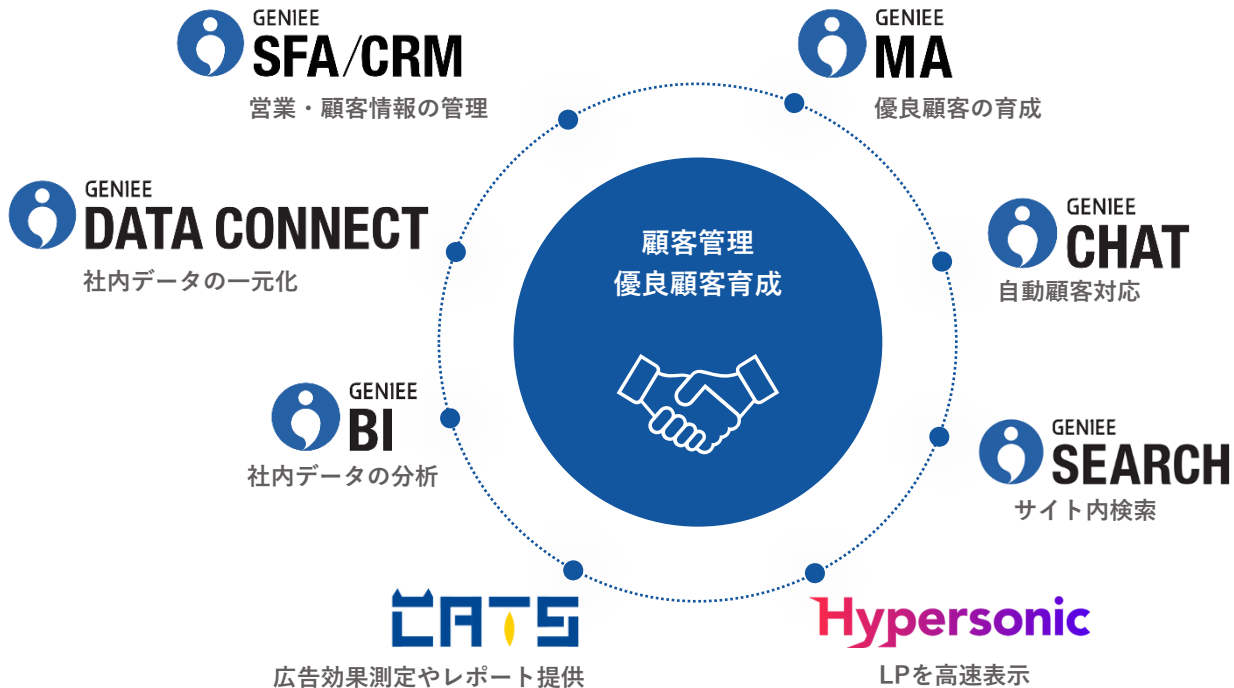 GENIEE
SFA/CRM
営業・顧客情報の管理
GENIEE
MA
優良顧客の育成
GENIEE
DATA CONNECT
社内データの一元化
GENIEE
CHAT
自動顧客対応
顧客管理
優良顧客育成
GENIEE
BI
社内データの分析
GENIEE
SEARCH
サイト内検索
CATS
広告効果測定やレポート提供
Hypersonic
LPを高速表示